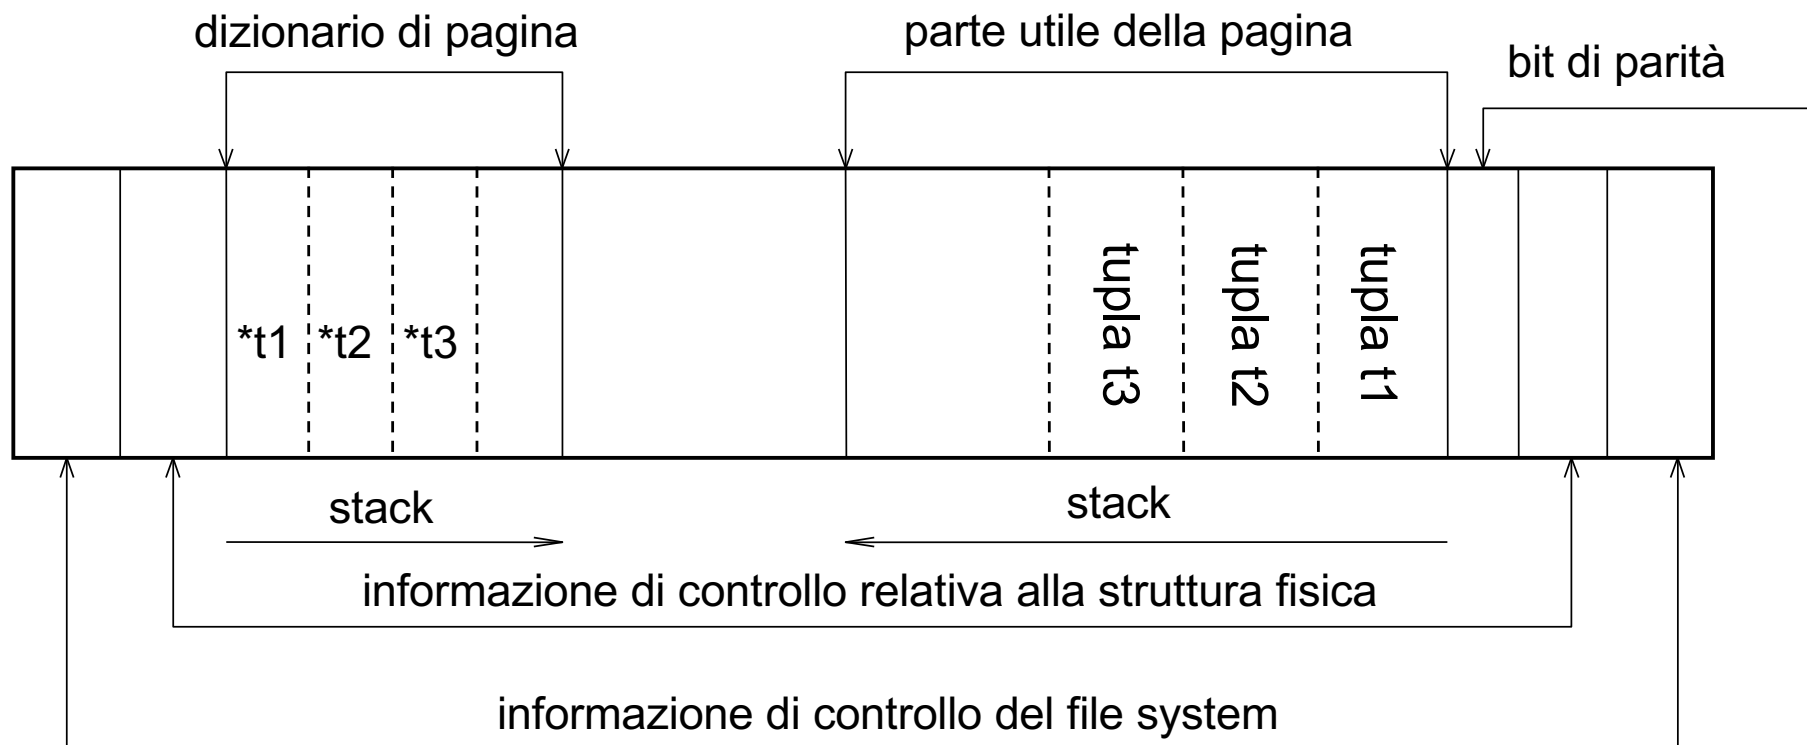 dizionario di pagina
parte utile della pagina
bit di parità
*t1 *t2 *t3
tupla t3
tupla t2
tupla t1
stack
stack
informazione di controllo relativa alla struttura fisica
informazione di controllo del file system